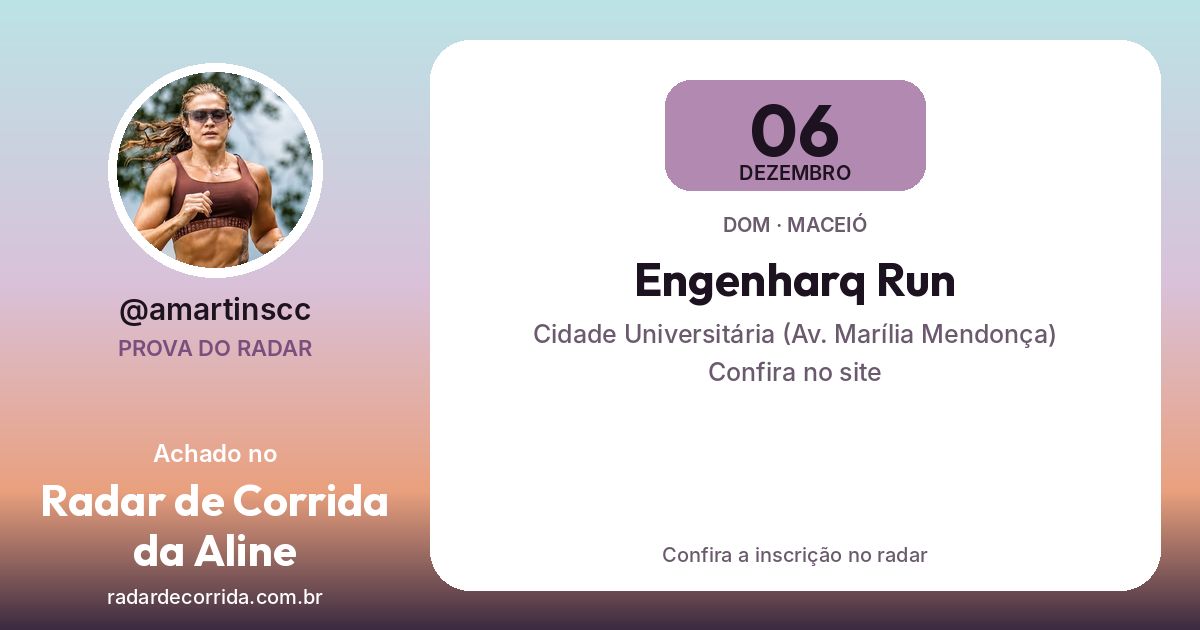 @amartinscc
PROVA DO RADAR
Achado no
Radar de Corrida
da Aline
radardecorrida.com.br
06
DEZEMBRO
DOM · MACEIÓ
Engenharq Run
Cidade Universitária (Av. Marília Mendonça)
Confira no site
Confira a inscrição no radar